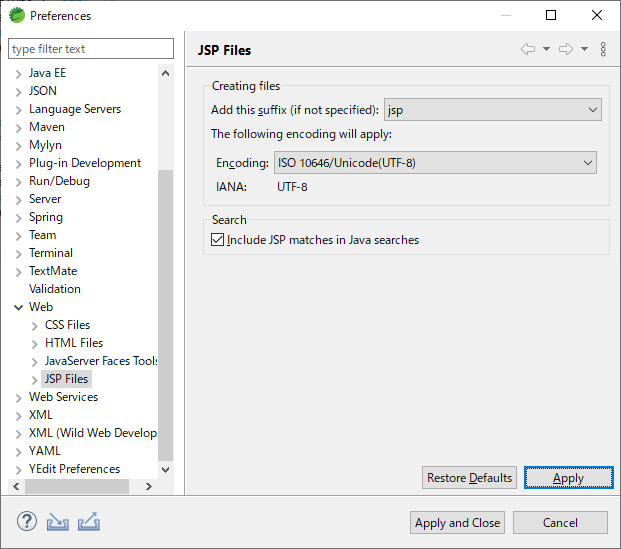 Preferences
type filter text
Java EE
JSON
Language Servers
Maven
Mylyn
Plug-in Development
Run/Debug
Server
Spring
Team
Terminal
TextMate
Validation
Web
CSS Files
HTML Files
JavaServer Faces Tools
JSP Files
Web Services
XML
XML (Wild Web Develop
YAML
YEdit Preferences
JSP Files
Creating files
Add this suffix (if not specified): jsp
The following encoding will apply:
Encoding: ISO 10646/Unicode(UTF-8)
IANA: UTF-8
Search
Include JSP matches in Java searches
Restore Defaults Apply
? Apply and Close Cancel